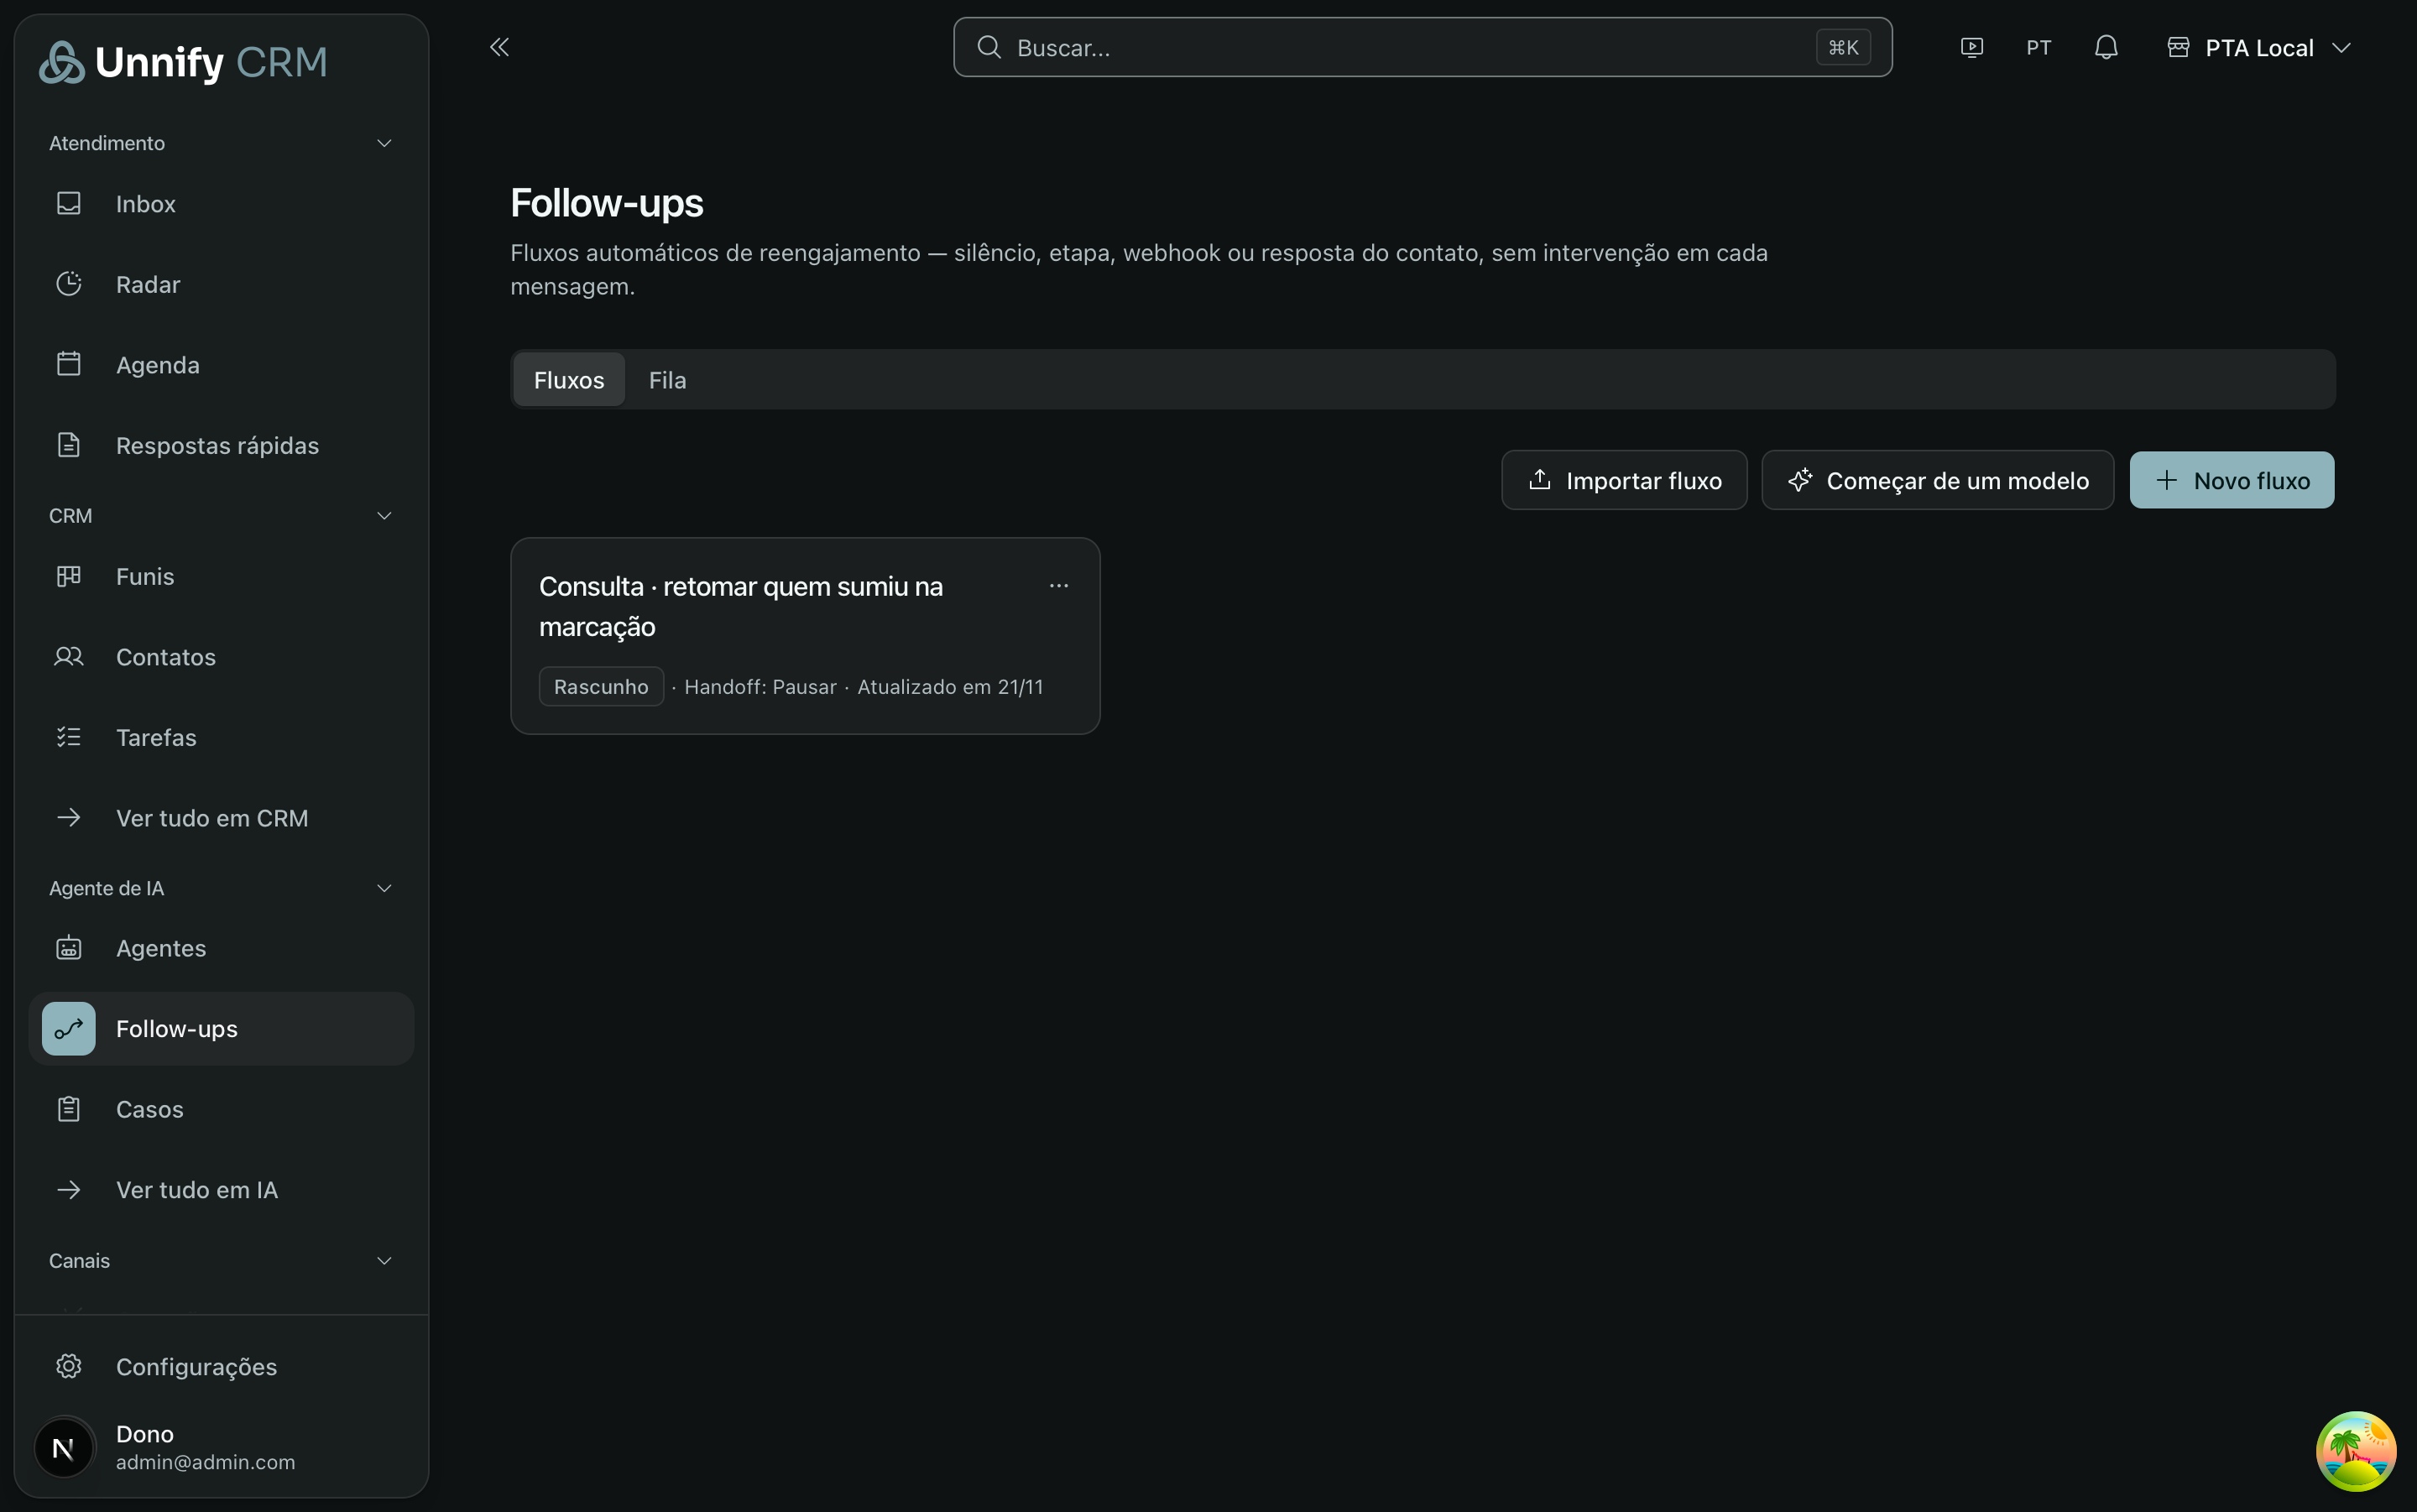 Unnify CRM
Atendimento
Inbox
Radar
Agenda
Respostas rápidas
CRM
Funis
Contatos
Tarefas
Ver tudo em CRM
Agente de IA
Agentes
Follow-ups
Casos
Ver tudo em IA
Canais
Configurações
N
Dono
admin@admin.com
Buscar...
⌘K
PT
PTA Local
Follow-ups
Fluxos automáticos de reengajamento — silêncio, etapa, webhook ou resposta do contato, sem intervenção em cada
mensagem.
Fluxos
Fila
Importar fluxo
Começar de um modelo
Novo fluxo
Consulta · retomar quem sumiu na
marcação
Rascunho · Handoff: Pausar · Atualizado em 21/11